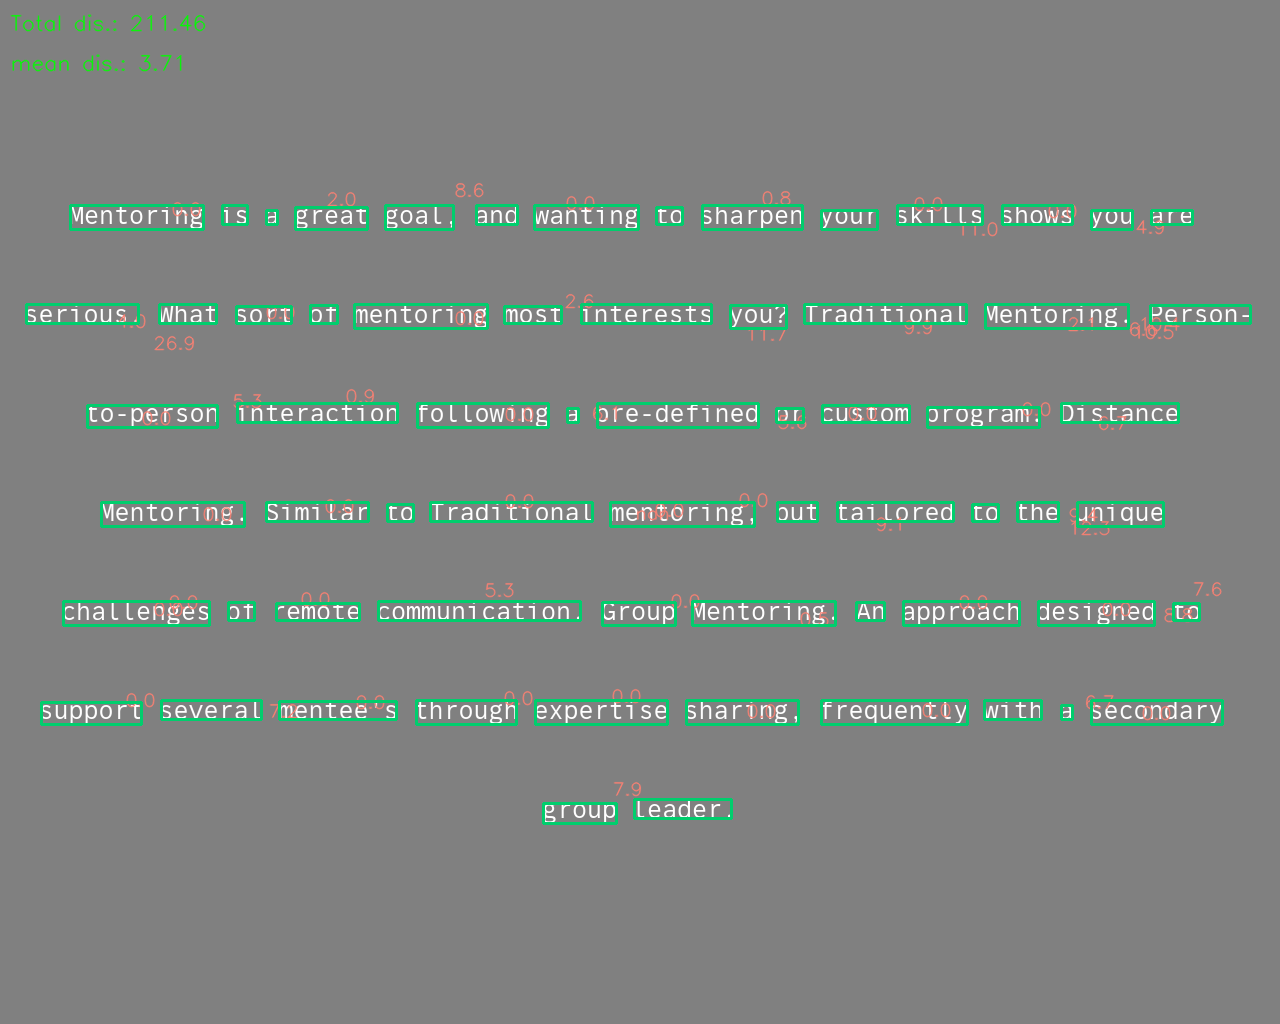 Total dis.: 211.46
mean dis.: 3.71
Mentoring is a great goal, and wanting to sharpen your skills shows you are
serious. What sort of mentoring most interests you? Traditional Mentoring. Person-
to-person interaction following a pre-defined or custom program. Distance
Mentoring. Similar to Traditional mentoring, but tailored to the unique
challenges of remote communication. Group Mentoring. An approach designed to
support several mentee's through expertise sharing, frequently with a secondary
group leader.